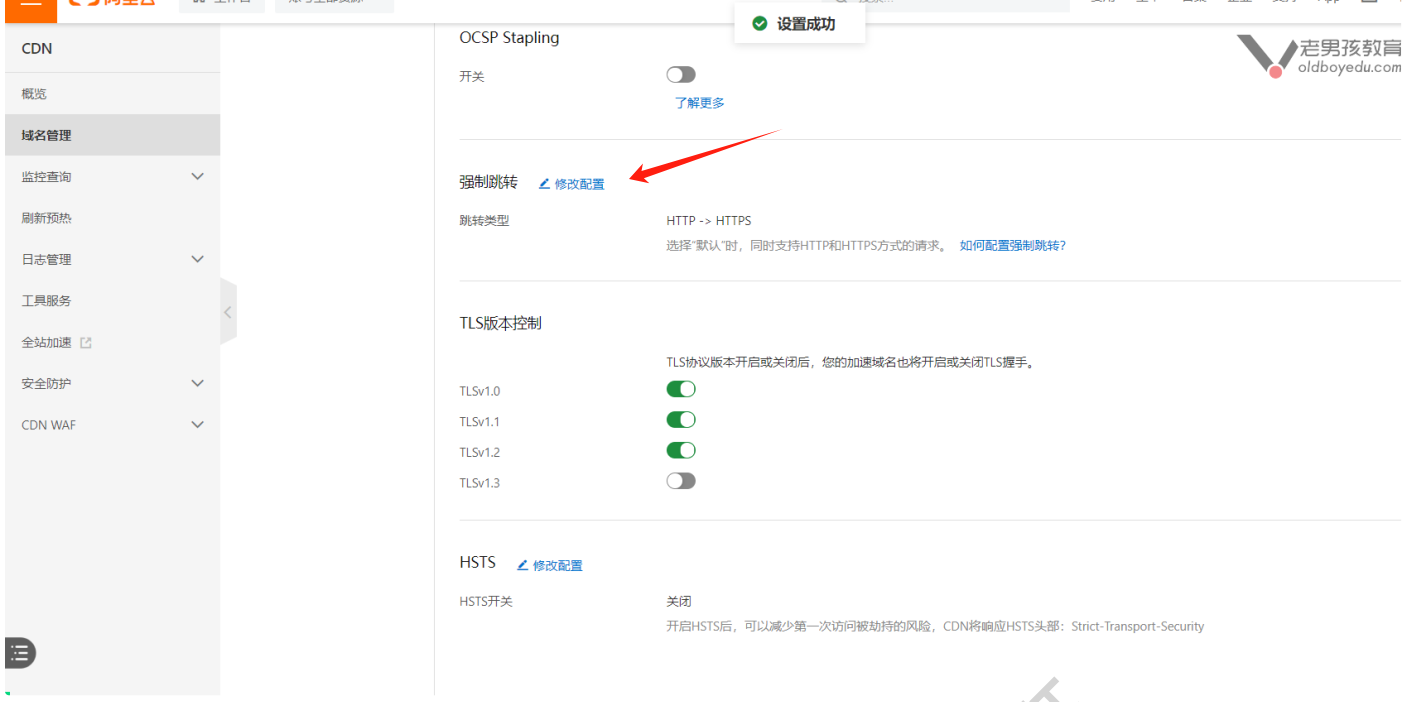 设置成功
老男孩教育
oldboyedu.com
CDN
概览
域名管理
监控查询
刷新预热
日志管理
工具服务
全站加速
安全防护
CDN WAF
OCSP Stapling
开关
了解更多
强制跳转 修改配置
跳转类型 HTTP -> HTTPS
选择“默认”时，同时支持HTTP和HTTPS方式的请求。 如何配置强制跳转?
TLS版本控制
TLS协议版本开启或关闭后，您的加速域名也将开启或关闭TLS握手。
TLSv1.0
TLSv1.1
TLSv1.2
TLSv1.3
HSTS 修改配置
HSTS开关 关闭
开启HSTS后，可以减少第一次访问被劫持的风险，CDN将响应HSTS头部：Strict-Transport-Security